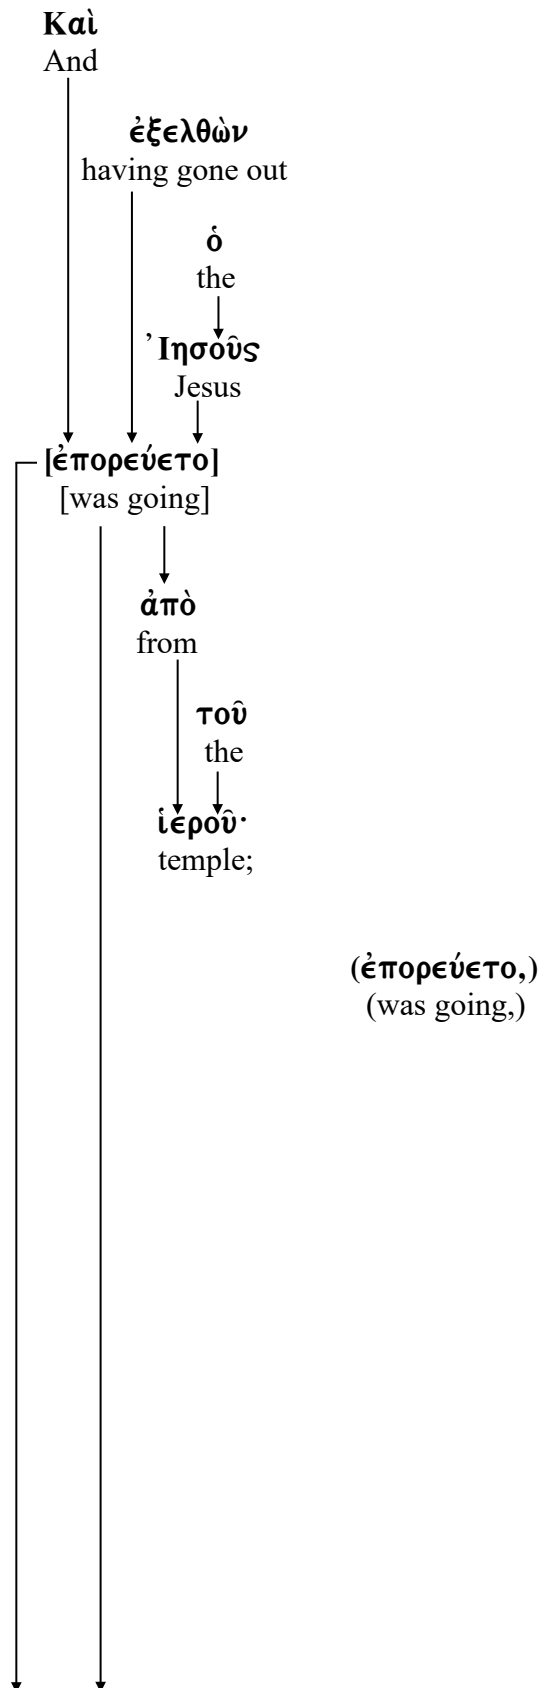 Καὶ
And
ἐξελθὼν
having gone out
ὁ
the
᾿Ιησοῦς
Jesus
[ἐπορεύετο]
[was going]
ἀπὸ
from
τοῦ
the
ἱεροῦ·
temple;
(ἐπορεύετο,)
(was going,)